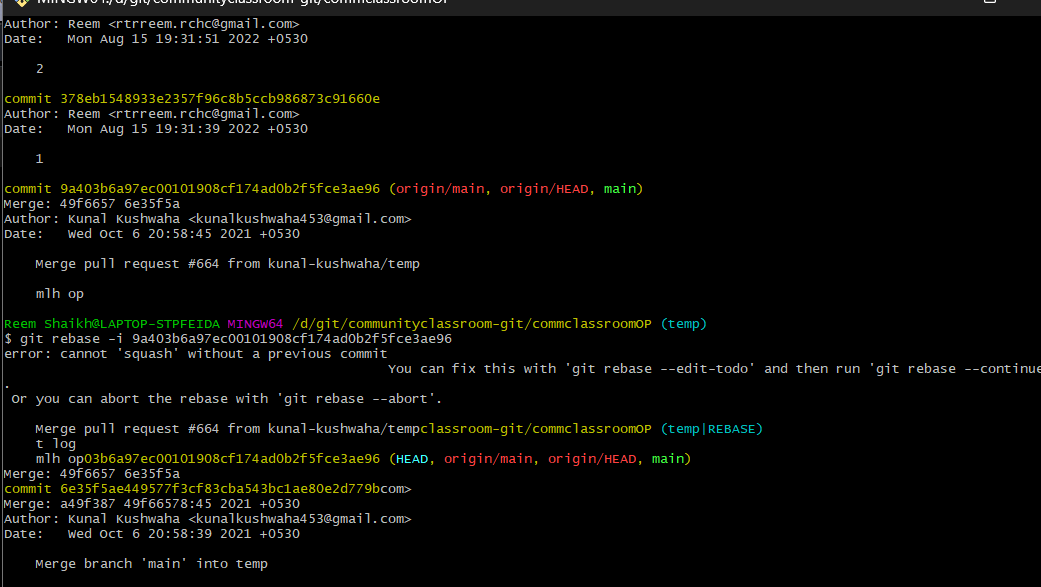 MINGW64:/d/git/communityclassroom-git/commclassroomOP
Author: Reem <rtrreem.rchc@gmail.com>
Date:   Mon Aug 15 19:31:51 2022 +0530
2
commit 378eb1548933e2357f96c8b5ccb986873c91660e
Author: Reem <rtrreem.rchc@gmail.com>
Date:   Mon Aug 15 19:31:39 2022 +0530
1
commit 9a403b6a97ec00101908cf174ad0b2f5fce3ae96 (origin/main, origin/HEAD, main)
Merge: 49f6657 6e35f5a
Author: Kunal Kushwaha <kunalkushwaha453@gmail.com>
Date:   Wed Oct 6 20:58:45 2021 +0530
Merge pull request #664 from kunal-kushwaha/temp
mlh op
Reem Shaikh@LAPTOP-STPFEIDA MINGW64 /d/git/communityclassroom-git/commclassroomOP (temp)
$ git rebase -i 9a403b6a97ec00101908cf174ad0b2f5fce3ae96
error: cannot 'squash' without a previous commit
You can fix this with 'git rebase --edit-todo' and then run 'git rebase --continue
.
Or you can abort the rebase with 'git rebase --abort'.
Merge pull request #664 from kunal-kushwaha/tempclassroom-git/commclassroomOP (temp|REBASE)
t log
mlh op03b6a97ec00101908cf174ad0b2f5fce3ae96 (HEAD, origin/main, origin/HEAD, main)
Merge: 49f6657 6e35f5a
commit 6e35f5ae449577f3cf83cba543bc1ae80e2d779bcom>
Merge: a49f387 49f66578:45 2021 +0530
Author: Kunal Kushwaha <kunalkushwaha453@gmail.com>
Date:   Wed Oct 6 20:58:39 2021 +0530
Merge branch 'main' into temp